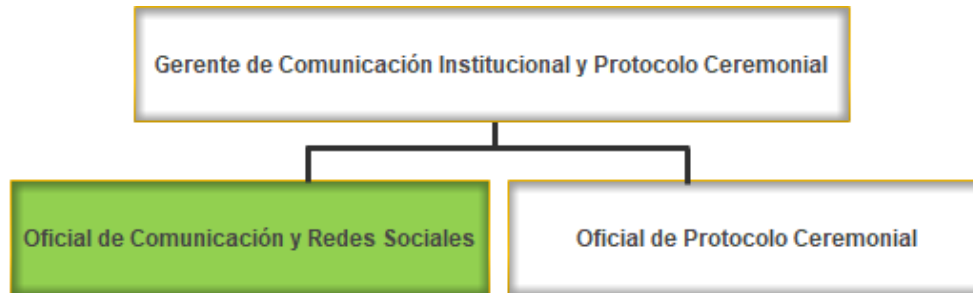 Gerente de Comunicación Institucional y Protocolo Ceremonial
Oficial de Comunicación y Redes Sociales
Oficial de Protocolo Ceremonial